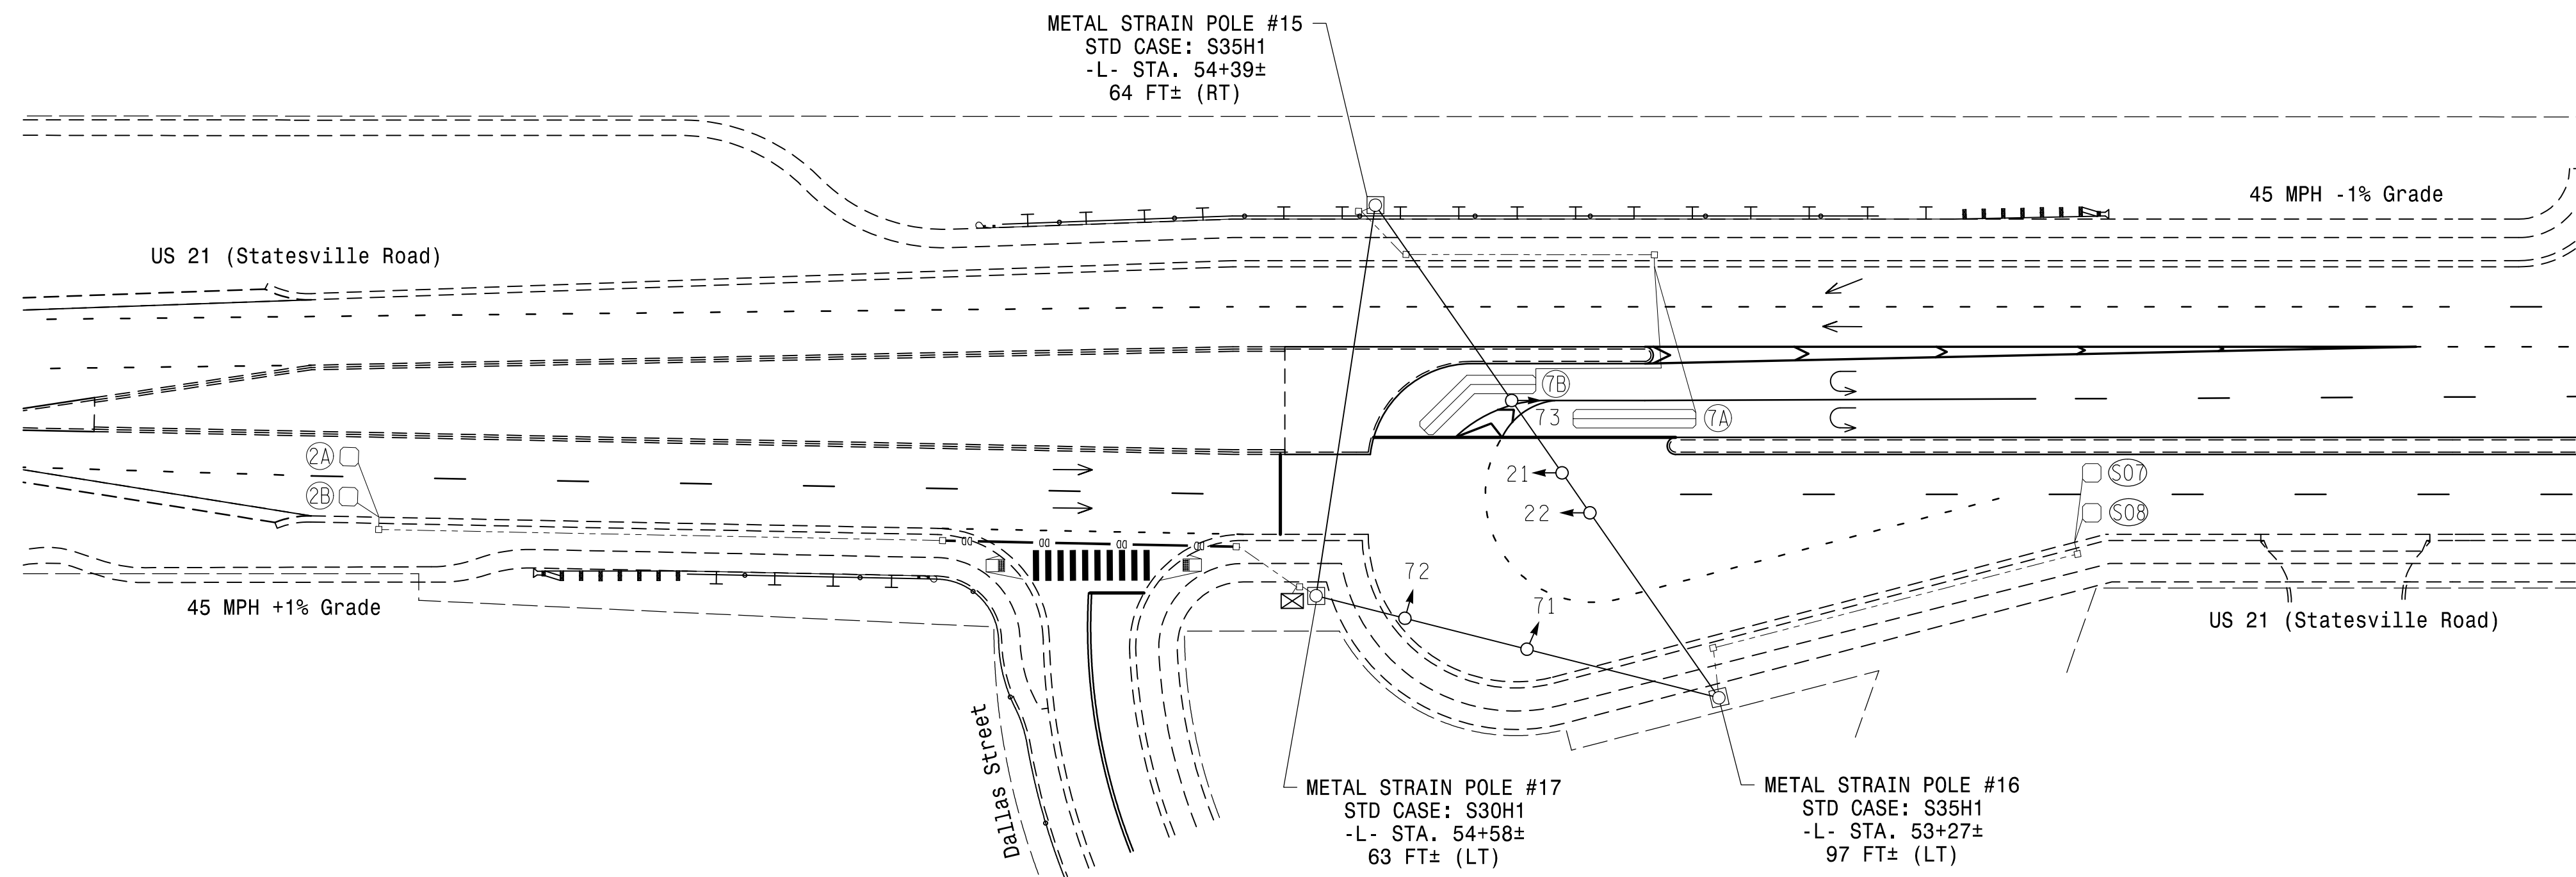 METAL STRAIN POLE #15
STD CASE: S35H1
-L- STA. 54+39±
64 FT± (RT)
45 MPH -1% Grade
US 21 (Statesville Road)
7B
73
7A
2A
2B
21
22
S07
S08
72
71
45 MPH +1% Grade
US 21 (Statesville Road)
Dallas Street
METAL STRAIN POLE #17
STD CASE: S30H1
-L- STA. 54+58±
63 FT± (LT)
METAL STRAIN POLE #16
STD CASE: S35H1
-L- STA. 53+27±
97 FT± (LT)